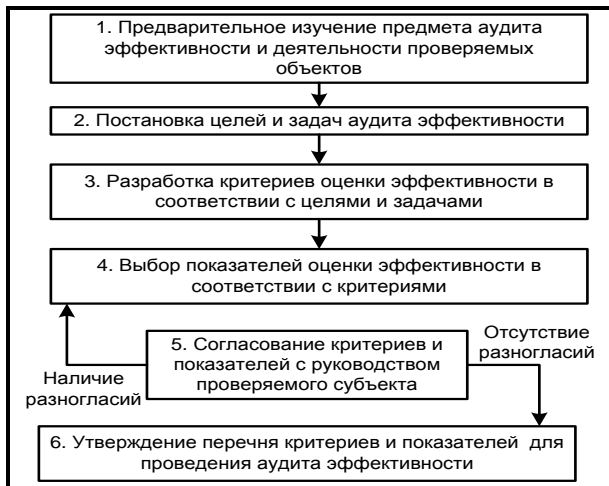 1. Предварительное изучение предмета аудита
эффективности и деятельности проверяемых
объектов
2. Постановка целей и задач аудита эффективности
3. Разработка критериев оценки эффективности в
соответствии с целями и задачами
4. Выбор показателей оценки эффективности в
соответствии с критериями
5. Согласование критериев и
показателей с руководством
проверяемого субъекта
Отсутствие
разногласий
Наличие
разногласий
6. Утверждение перечня критериев и показателей для
проведения аудита эффективности